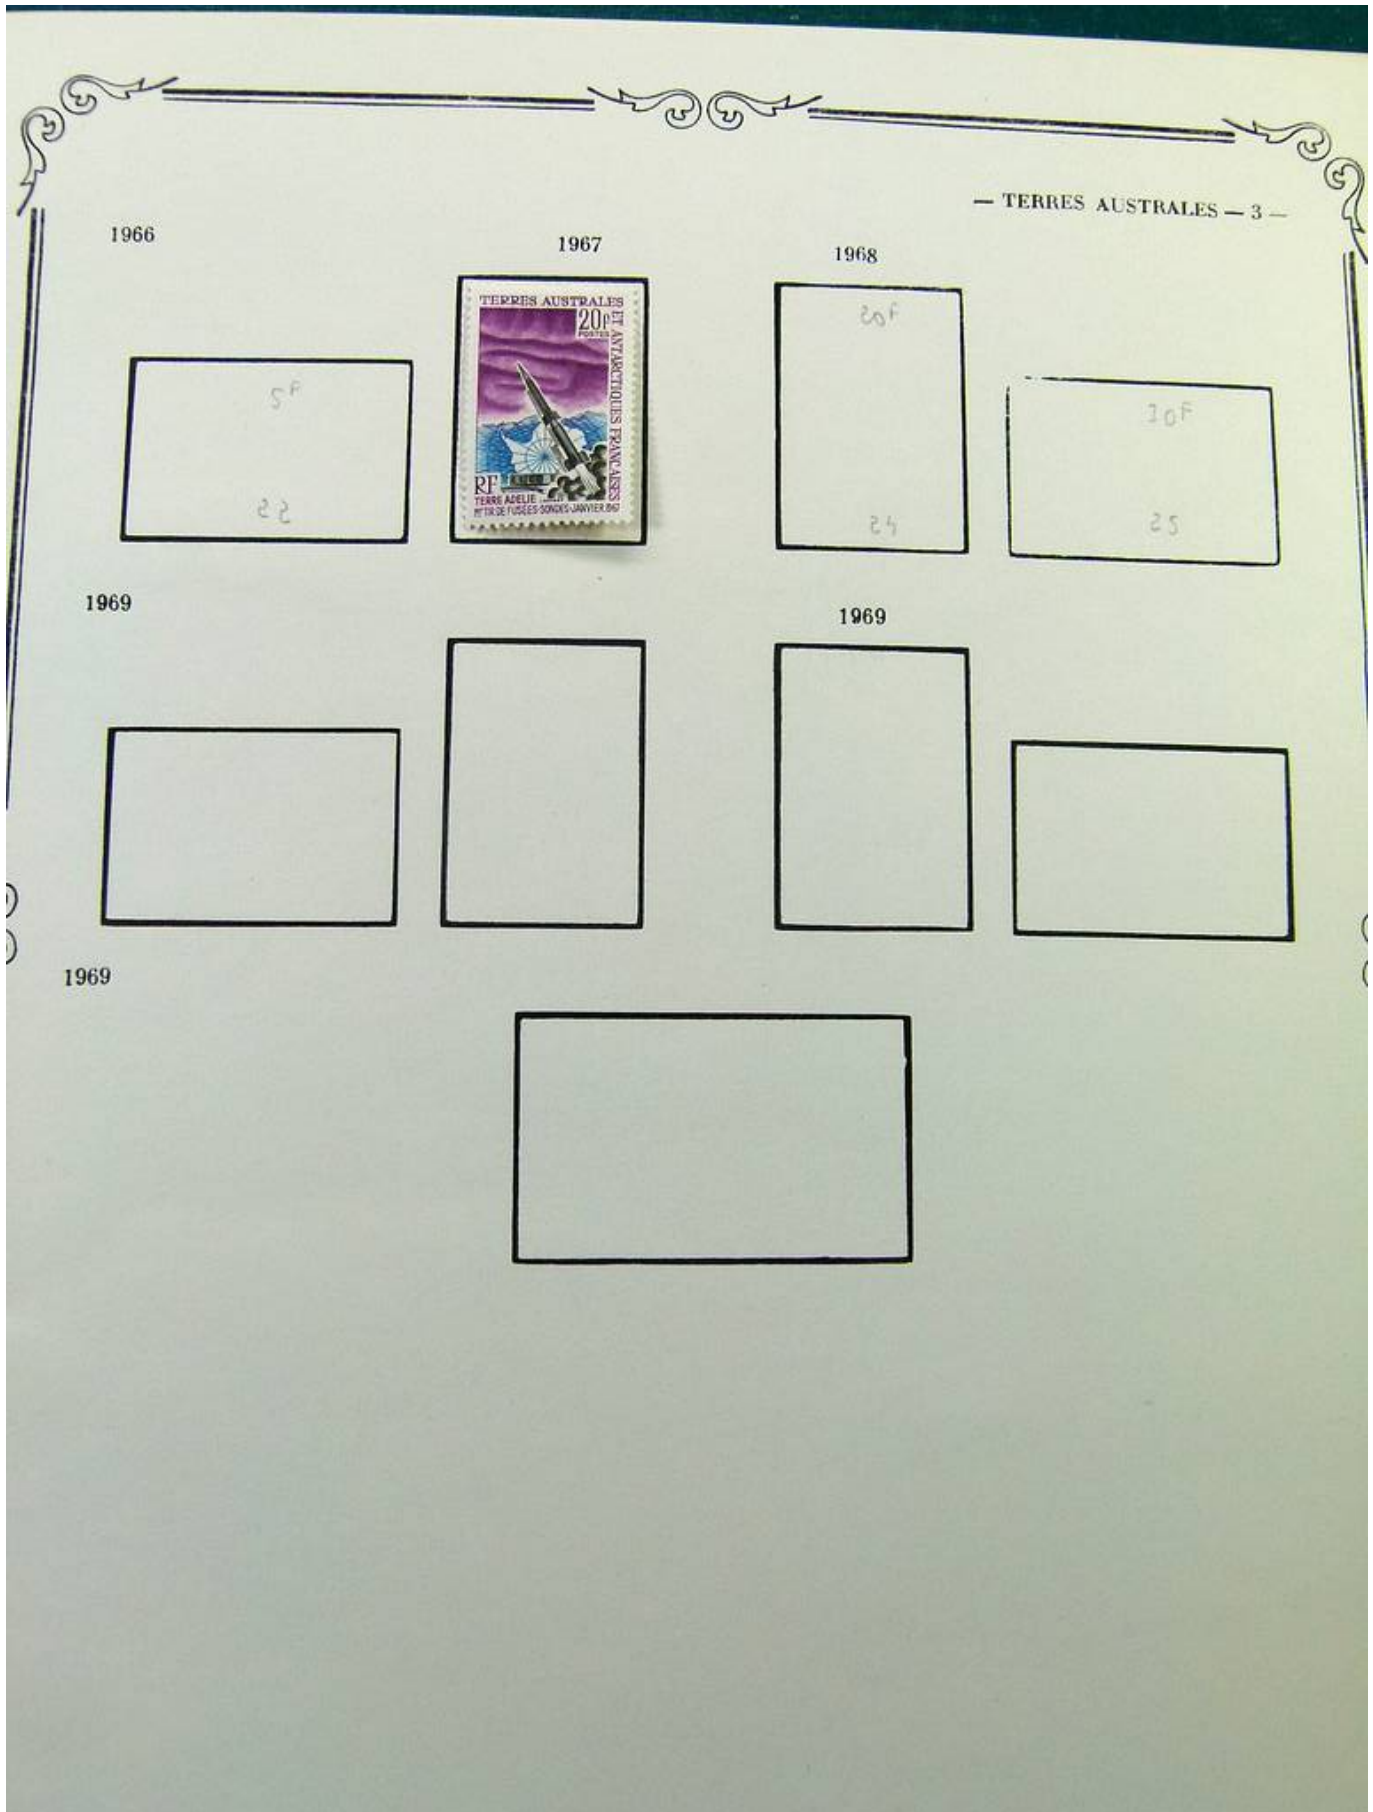 — TERRES AUSTRALES — 3 —
1966
1967
1968
TERRES AUSTRALES
ET ANTARCTIQUES FRANÇAISES
20F
POSTES
RF
TERRE ADELIE
TIR DE FUSÉES-SONDES-JANVIER 1967
5F
22
20F
24
30F
25
1969
1969
1969